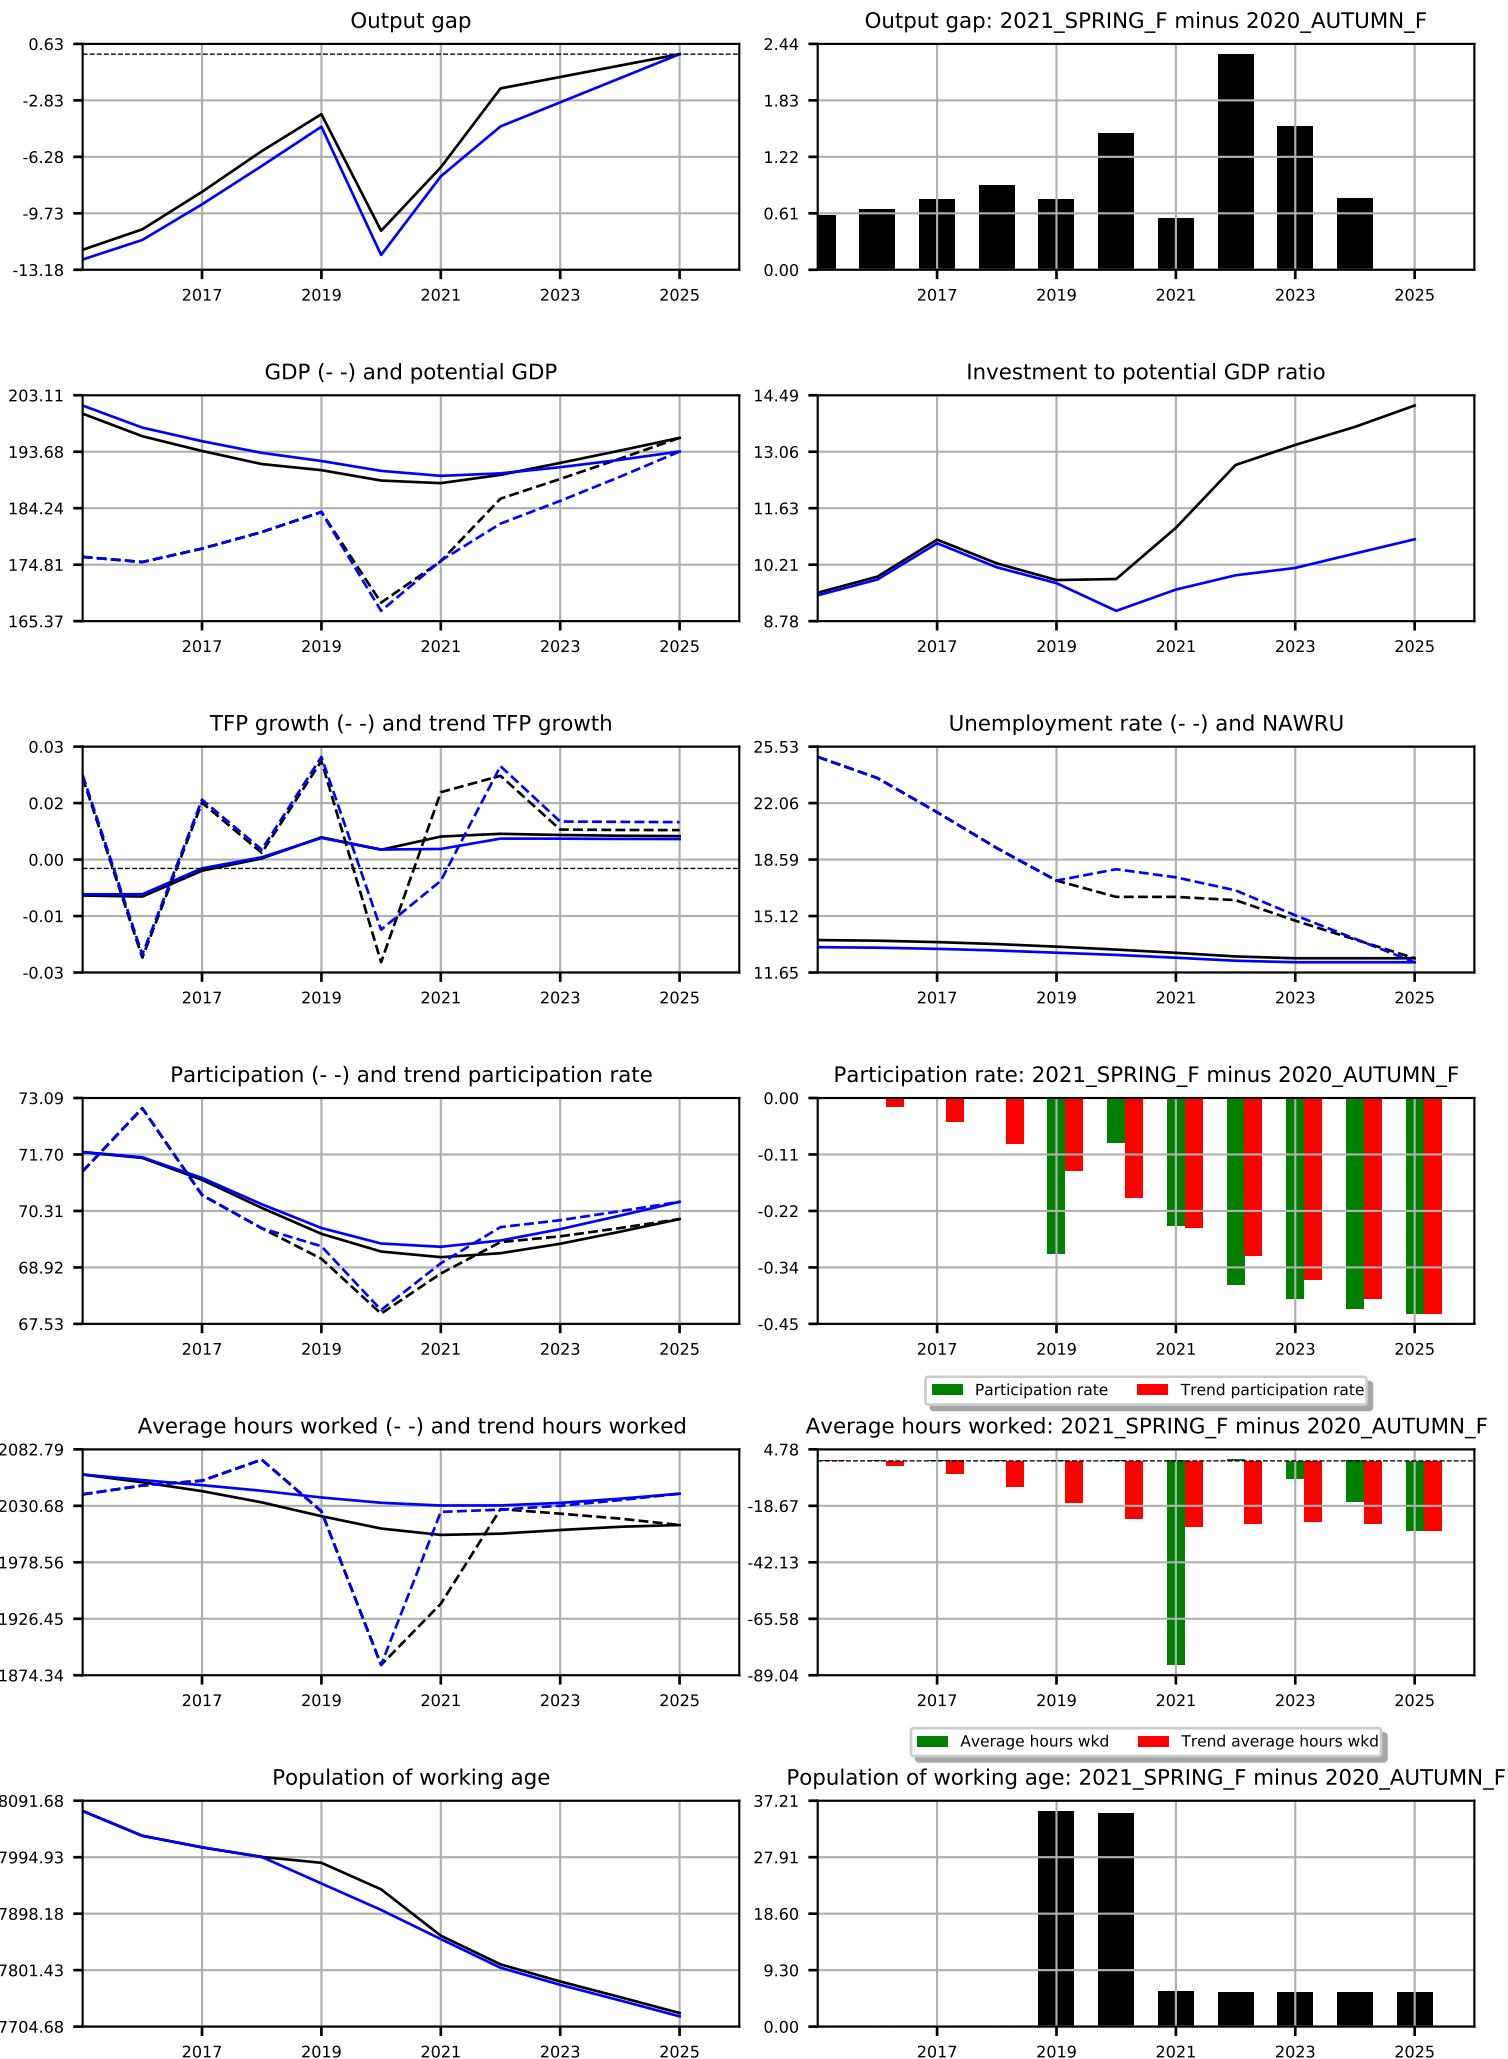 Output gap
0.63
-2.83
-6.28
-9.73
-13.18
2017 2019 2021 2023 2025
Output gap: 2021_SPRING_F minus 2020_AUTUMN_F
2.44
1.83
1.22
0.61
0.00
2017 2019 2021 2023 2025
GDP (- -) and potential GDP
203.11
193.68
184.24
174.81
165.37
2017 2019 2021 2023 2025
Investment to potential GDP ratio
14.49
13.06
11.63
10.21
8.78
2017 2019 2021 2023 2025
TFP growth (- -) and trend TFP growth
0.03
0.02
0.00
-0.01
-0.03
2017 2019 2021 2023 2025
Unemployment rate (- -) and NAWRU
25.53
22.06
18.59
15.12
11.65
2017 2019 2021 2023 2025
Participation (- -) and trend participation rate
73.09
71.70
70.31
68.92
67.53
2017 2019 2021 2023 2025
Participation rate: 2021_SPRING_F minus 2020_AUTUMN_F
0.00
-0.11
-0.22
-0.34
-0.45
2017 2019 2021 2023 2025
Participation rate Trend participation rate
Average hours worked (- -) and trend hours worked
2082.79
2030.68
1978.56
1926.45
1874.34
2017 2019 2021 2023 2025
Average hours worked: 2021_SPRING_F minus 2020_AUTUMN_F
4.78
-18.67
-42.13
-65.58
-89.04
2017 2019 2021 2023 2025
Average hours wkd Trend average hours wkd
Population of working age
8091.68
7994.93
7898.18
7801.43
7704.68
2017 2019 2021 2023 2025
Population of working age: 2021_SPRING_F minus 2020_AUTUMN_F
37.21
27.91
18.60
9.30
0.00
2017 2019 2021 2023 2025